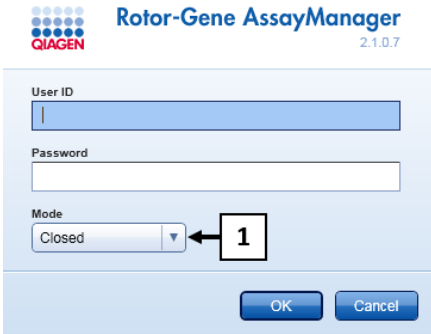 Rotor-Gene AssayManager
QIAGEN
2.1.0.7
User ID
Password
Mode
Closed
1
OK Cancel